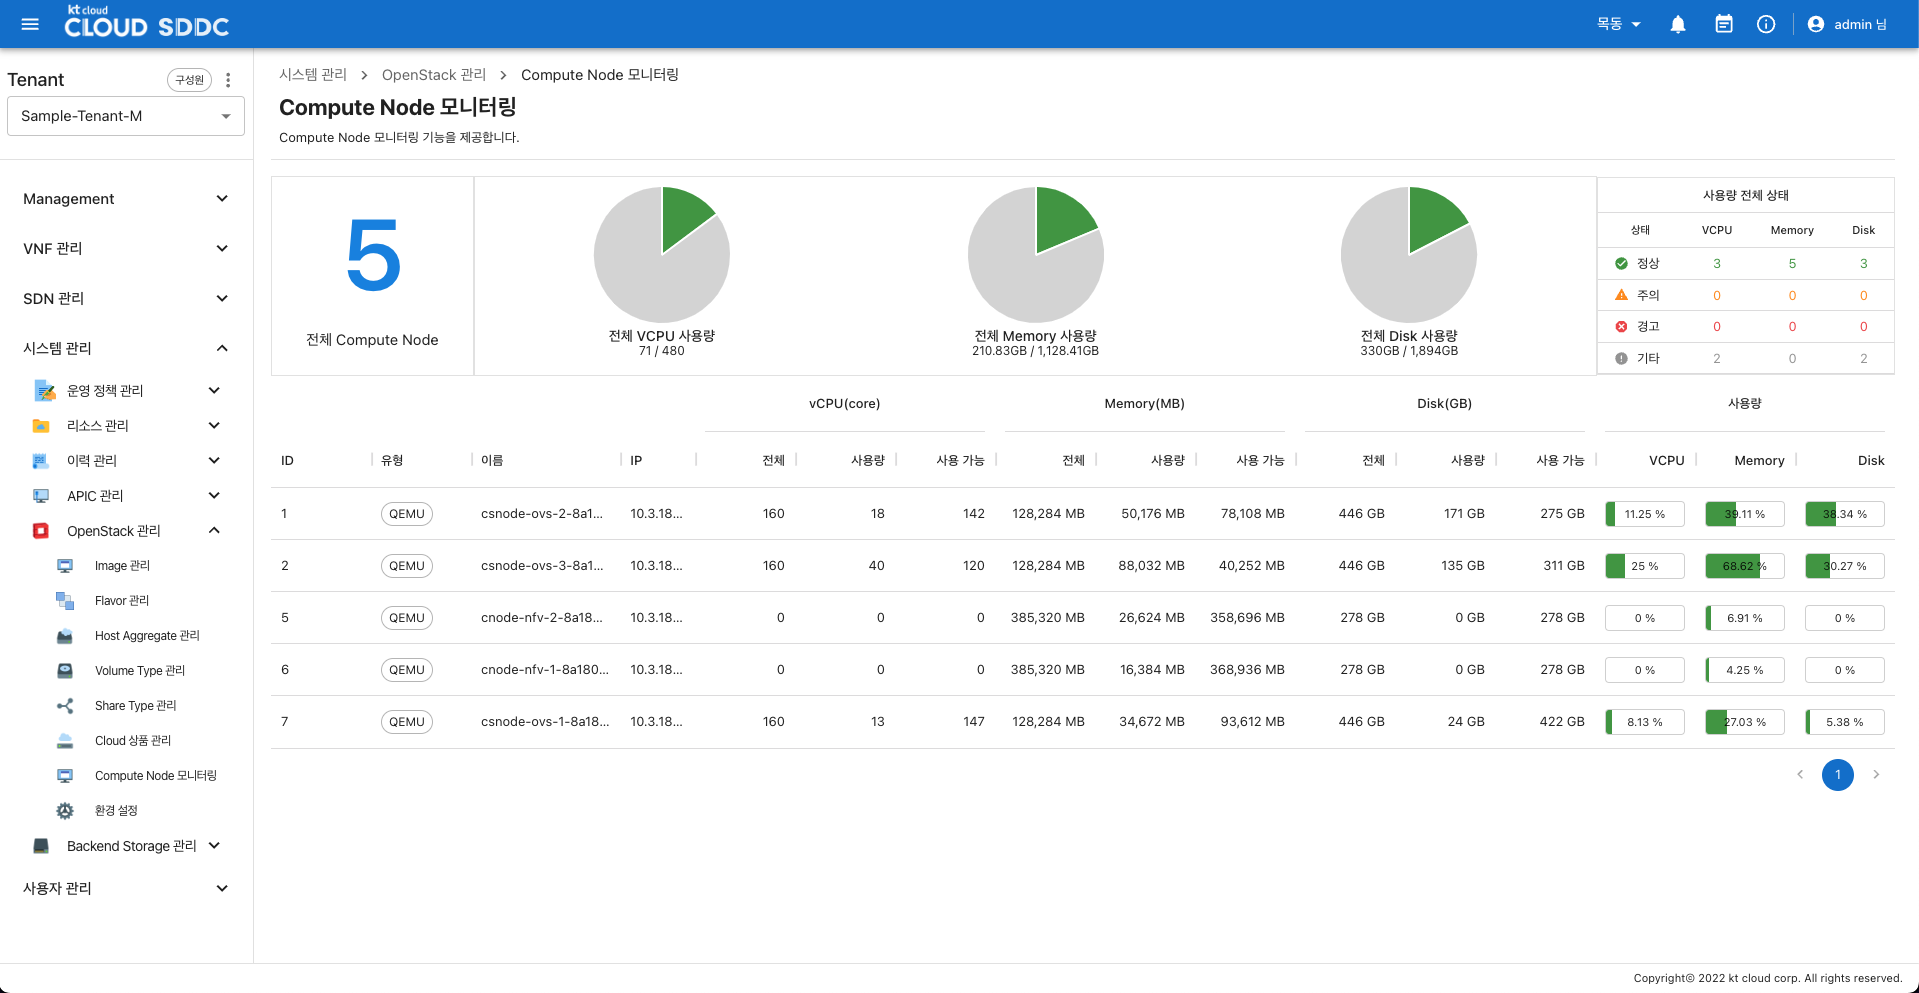 kt cloud
CLOUD SDDC
목동
admin 님
Tenant
구성원
Sample-Tenant-M
Management
VNF 관리
SDN 관리
시스템 관리
운영 정책 관리
리소스 관리
이력 관리
APIC 관리
OpenStack 관리
Image 관리
Flavor 관리
Host Aggregate 관리
Volume Type 관리
Share Type 관리
Cloud 상품 관리
Compute Node 모니터링
환경 설정
Backend Storage 관리
사용자 관리
시스템 관리 > OpenStack 관리 > Compute Node 모니터링
Compute Node 모니터링
Compute Node 모니터링 기능을 제공합니다.
5
전체 Compute Node
전체 VCPU 사용량
71 / 480
전체 Memory 사용량
210.83GB / 1,128.41GB
전체 Disk 사용량
330GB / 1,894GB
사용량 전체 상태
상태 VCPU Memory Disk
정상 3 5 3
주의 0 0 0
경고 0 0 0
기타 2 0 2
vCPU(core) Memory(MB) Disk(GB) 사용량
ID 유형 이름 IP 전체 사용량 사용 가능 전체 사용량 사용 가능 전체 사용량 사용 가능 VCPU Memory Disk
1 QEMU csnode-ovs-2-8a1... 10.3.18... 160 18 142 128,284 MB 50,176 MB 78,108 MB 446 GB 171 GB 275 GB 11.25 % 39.11 % 38.34 %
2 QEMU csnode-ovs-3-8a1... 10.3.18... 160 40 120 128,284 MB 88,032 MB 40,252 MB 446 GB 135 GB 311 GB 25 % 68.62 % 30.27 %
5 QEMU cnode-nfv-2-8a18... 10.3.18... 0 0 0 385,320 MB 26,624 MB 358,696 MB 278 GB 0 GB 278 GB 0 % 6.91 % 0 %
6 QEMU cnode-nfv-1-8a180... 10.3.18... 0 0 0 385,320 MB 16,384 MB 368,936 MB 278 GB 0 GB 278 GB 0 % 4.25 % 0 %
7 QEMU csnode-ovs-1-8a18... 10.3.18... 160 13 147 128,284 MB 34,672 MB 93,612 MB 446 GB 24 GB 422 GB 8.13 % 27.03 % 5.38 %
1
Copyright© 2022 kt cloud corp. All rights reserved.